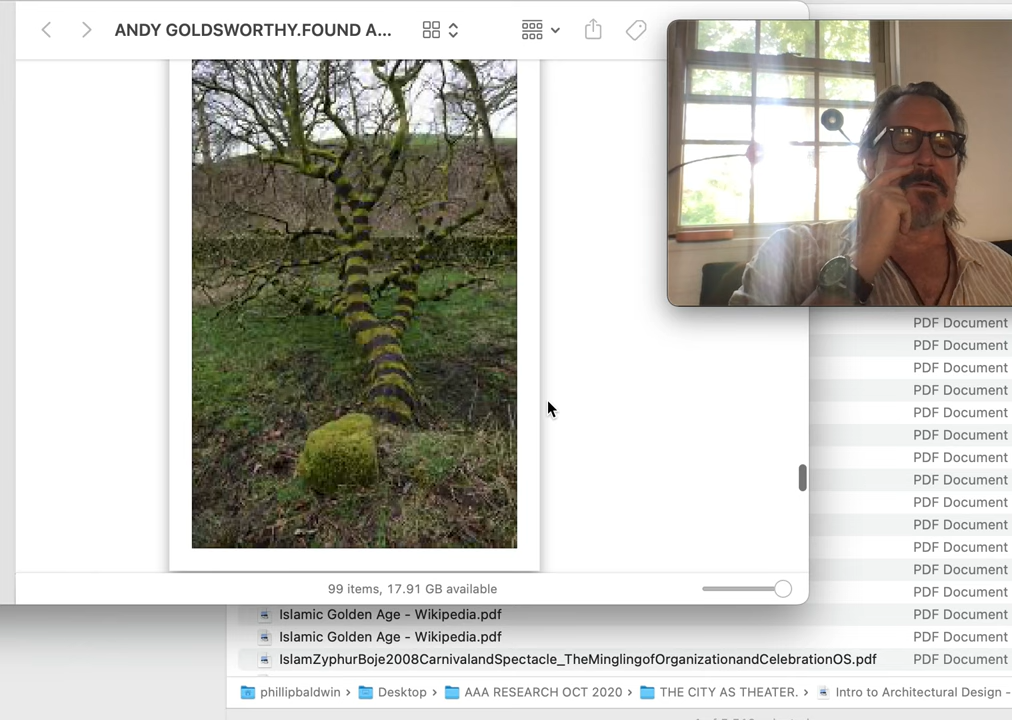 ANDY GOLDSWORTHY.FOUND A...
PDF Document
PDF Document
PDF Document
PDF Document
PDF Document
PDF Document
PDF Document
PDF Document
PDF Document
PDF Document
PDF Document
PDF Document
99 items, 17.91 GB available
PDF Document
Islamic Golden Age - Wikipedia.pdf PDF Document
Islamic Golden Age - Wikipedia.pdf PDF Document
IslamZyphurBoje2008CarnivalandSpectacle_TheMinglingofOrganizationandCelebrationOS.pdf PDF Document
phillipbaldwin › Desktop › AAA RESEARCH OCT 2020 › THE CITY AS THEATER. › Intro to Architectural Design -